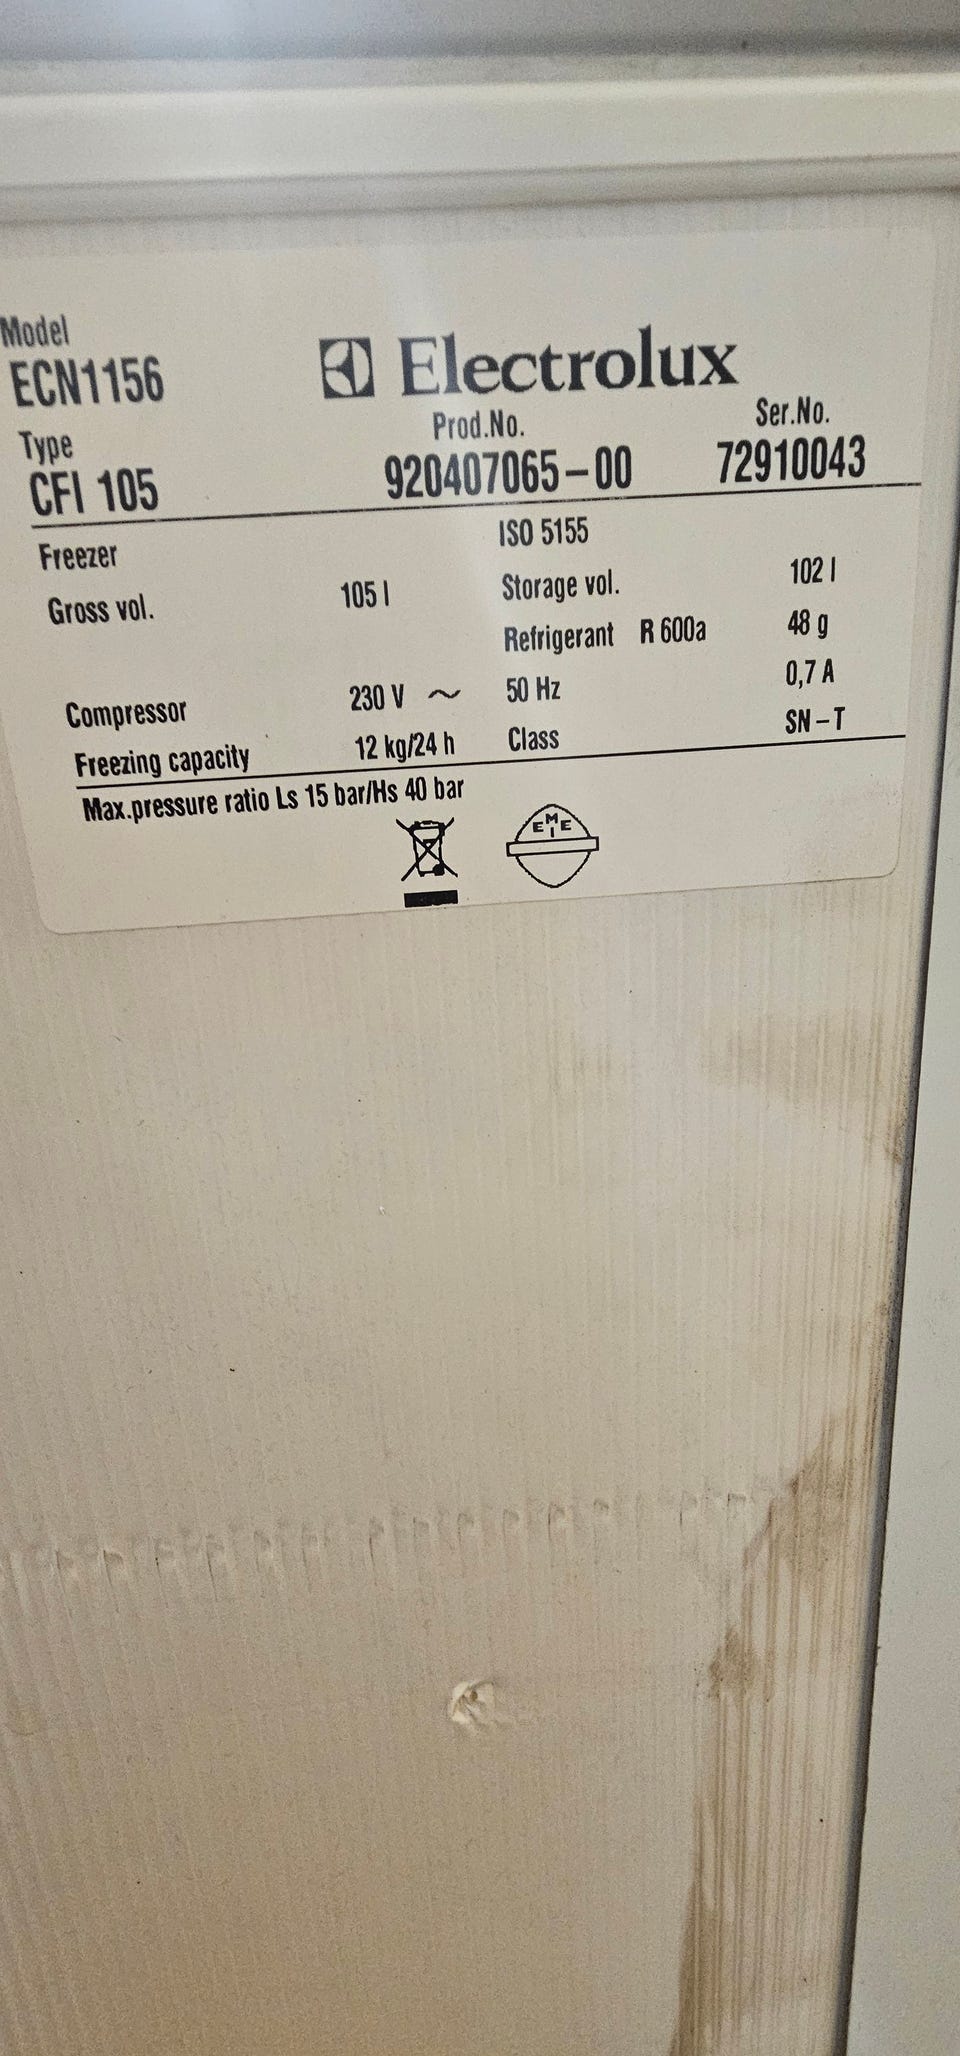 Model
ECN1156
Electrolux
Type
CFI 105
Prod.No.
920407065-00
Ser.No.
72910043
Freezer
ISO 5155
Gross vol. 105 l
Storage vol. 102 l
Refrigerant R 600a 48 g
Compressor 230 V ~ 50 Hz 0,7 A
Freezing capacity 12 kg/24 h Class SN-T
Max.pressure ratio Ls 15 bar/Hs 40 bar
EMEI